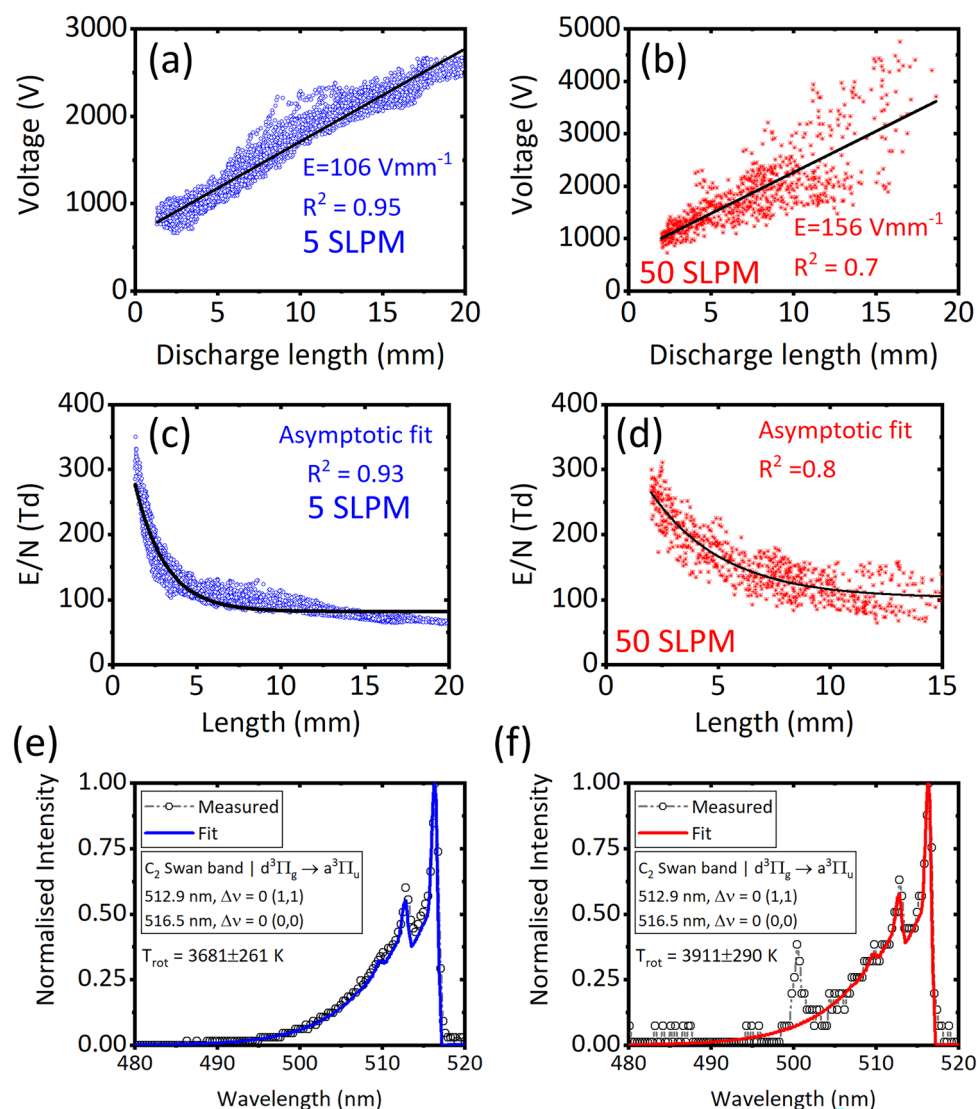 (a)
Voltage (V)
3000
2000
1000
0
E=106 Vmm⁻¹
R² = 0.95
5 SLPM
0 5 10 15 20
Discharge length (mm)
(b)
Voltage (V)
5000
4000
3000
2000
1000
0
E=156 Vmm⁻¹
50 SLPM
R² = 0.7
0 5 10 15 20
Discharge length (mm)
(c)
E/N (Td)
400
300
200
100
0
Asymptotic fit
R² = 0.93
5 SLPM
0 5 10 15 20
Length (mm)
(d)
E/N (Td)
400
300
200
100
0
Asymptotic fit
R² =0.8
50 SLPM
0 5 10 15
Length (mm)
(e)
Normalised Intensity
1.00
0.75
0.50
0.25
0.00
Measured
Fit
C₂ Swan band | d³Πg → a³Πu
512.9 nm, Δν = 0 (1,1)
516.5 nm, Δν = 0 (0,0)
Trot = 3681±261 K
480 490 500 510 520
Wavelength (nm)
(f)
Normalised Intensity
1.00
0.75
0.50
0.25
0.00
Measured
Fit
C₂ Swan band | d³Πg → a³Πu
512.9 nm, Δν = 0 (1,1)
516.5 nm, Δν = 0 (0,0)
Trot = 3911±290 K
480 490 500 510 520
Wavelength (nm)